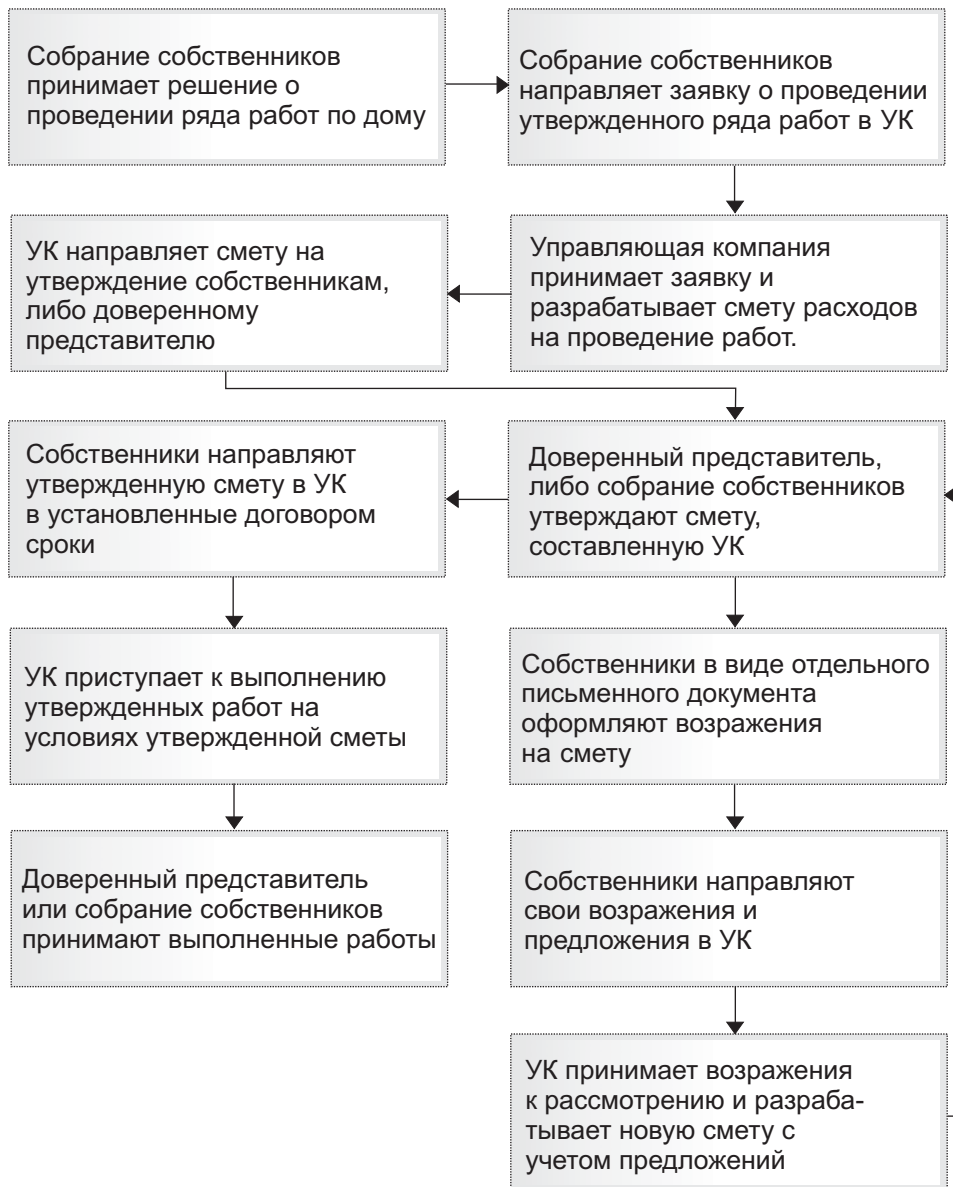 Собрание собственников
принимает решение о
проведении ряда работ по дому
Собрание собственников
направляет заявку о проведении
утвержденного ряда работ в УК
Управляющая компания
принимает заявку и
разрабатывает смету расходов
на проведение работ.
УК направляет смету на
утверждение собственникам,
либо доверенному
представителю
Доверенный представитель,
либо собрание собственников
утверждают смету,
составленную УК
Собственники направляют
утвержденную смету в УК
в установленные договором
сроки
УК приступает к выполнению
утвержденных работ на
условиях утвержденной сметы
Доверенный представитель
или собрание собственников
принимают выполненные работы
Собственники в виде отдельного
письменного документа
оформляют возражения
на смету
Собственники направляют
свои возражения и
предложения в УК
УК принимает возражения
к рассмотрению и разраба-
тывает новую смету с
учетом предложений